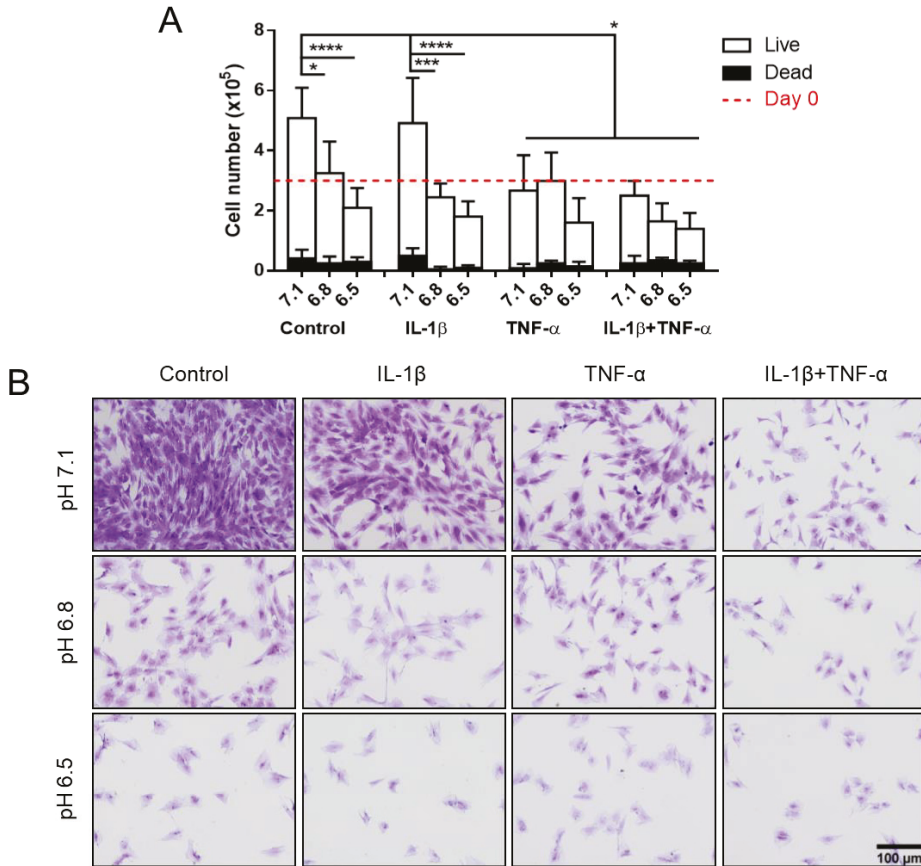 A
Cell number (x10⁵)
8
6
4
2
0
*
****
*
****
***
Live
Dead
Day 0
7.1 6.8 6.5 7.1 6.8 6.5 7.1 6.8 6.5 7.1 6.8 6.5
Control IL-1β TNF-α IL-1β+TNF-α
B
Control IL-1β TNF-α IL-1β+TNF-α
pH 7.1
pH 6.8
pH 6.5
100 µm